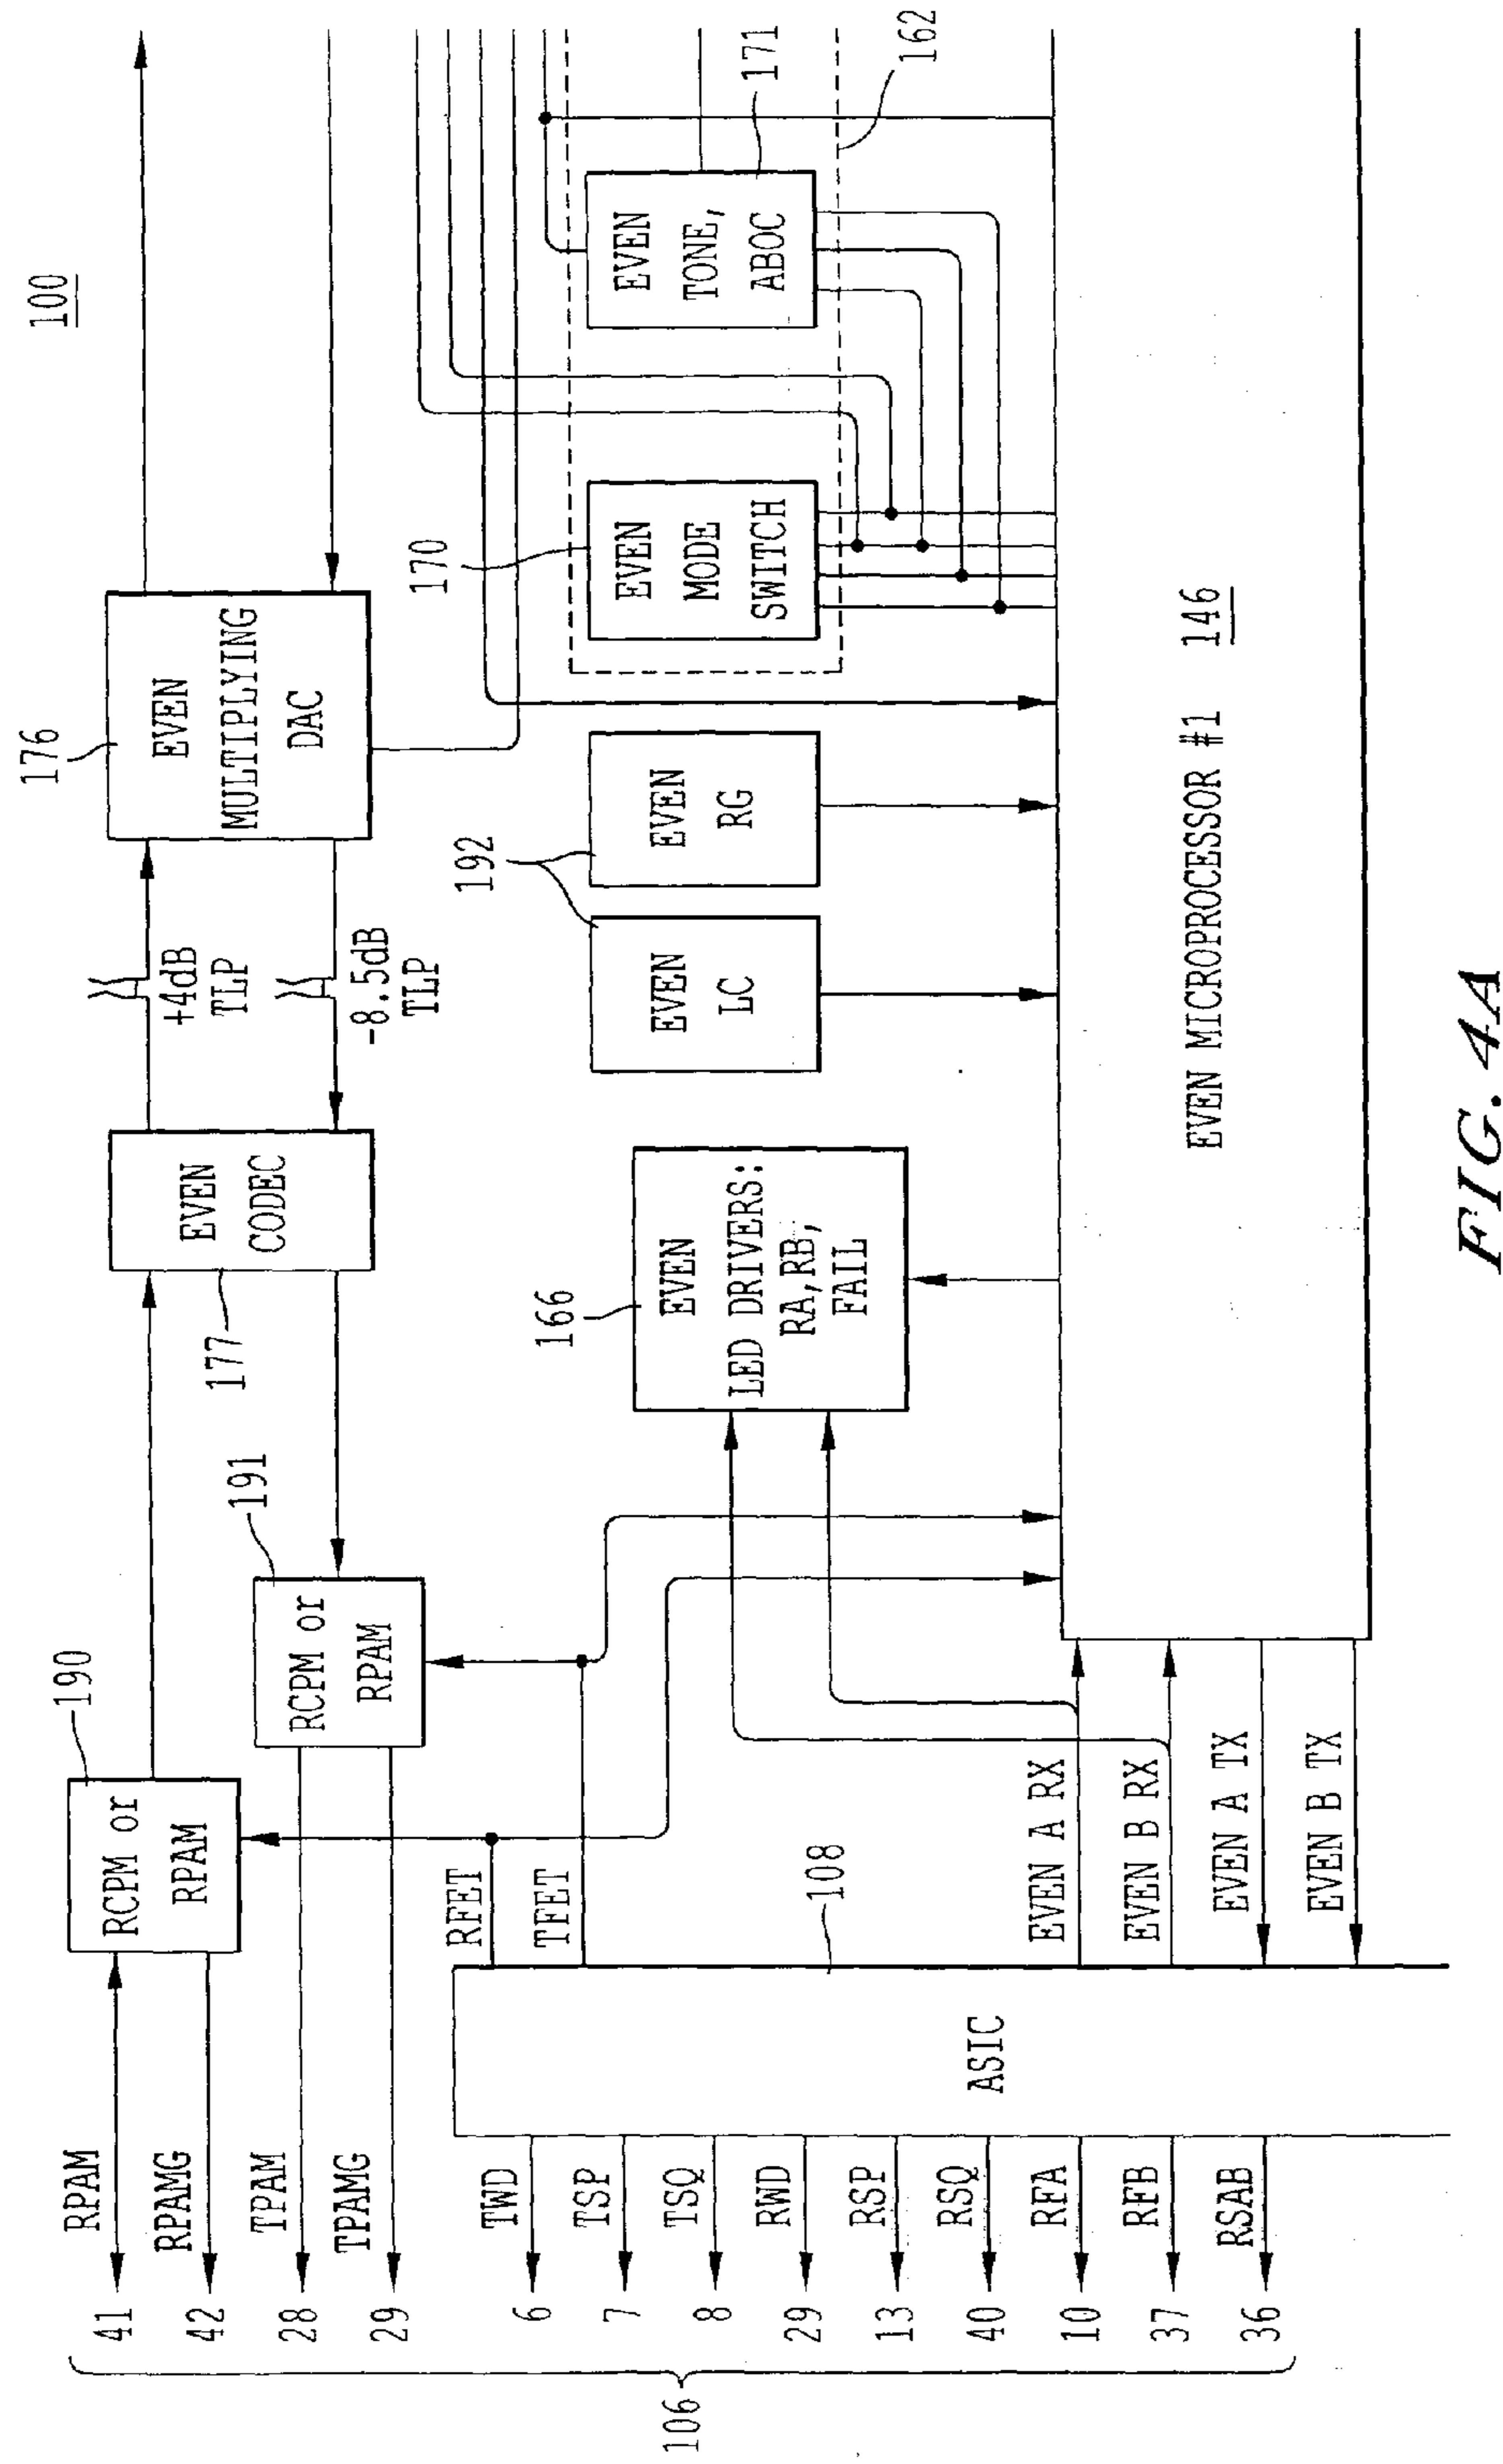 100
RPAM
41
RPAMG
42
TPAM
28
TPAMG
29
190
RCPM or
RPAM
191
RCPM or
RPAM
177
EVEN
CODEC
+4dB
TLP
-8.5dB
TLP
176
EVEN
MULTIPLYING
DAC
RFET
TFET
166
EVEN
LED DRIVERS:
RA,RB,
FAIL
192
EVEN
LC
EVEN
RG
170
EVEN
MODE
SWITCH
EVEN
TONE,
ABOC
171
162
106
TWD
6
TSP
7
TSQ
8
RWD
29
RSP
13
RSQ
40
RFA
10
RFB
37
RSAB
36
ASIC
108
EVEN A RX
EVEN B RX
EVEN A TX
EVEN B TX
EVEN MICROPROCESSOR #1 146
FIG. 4A